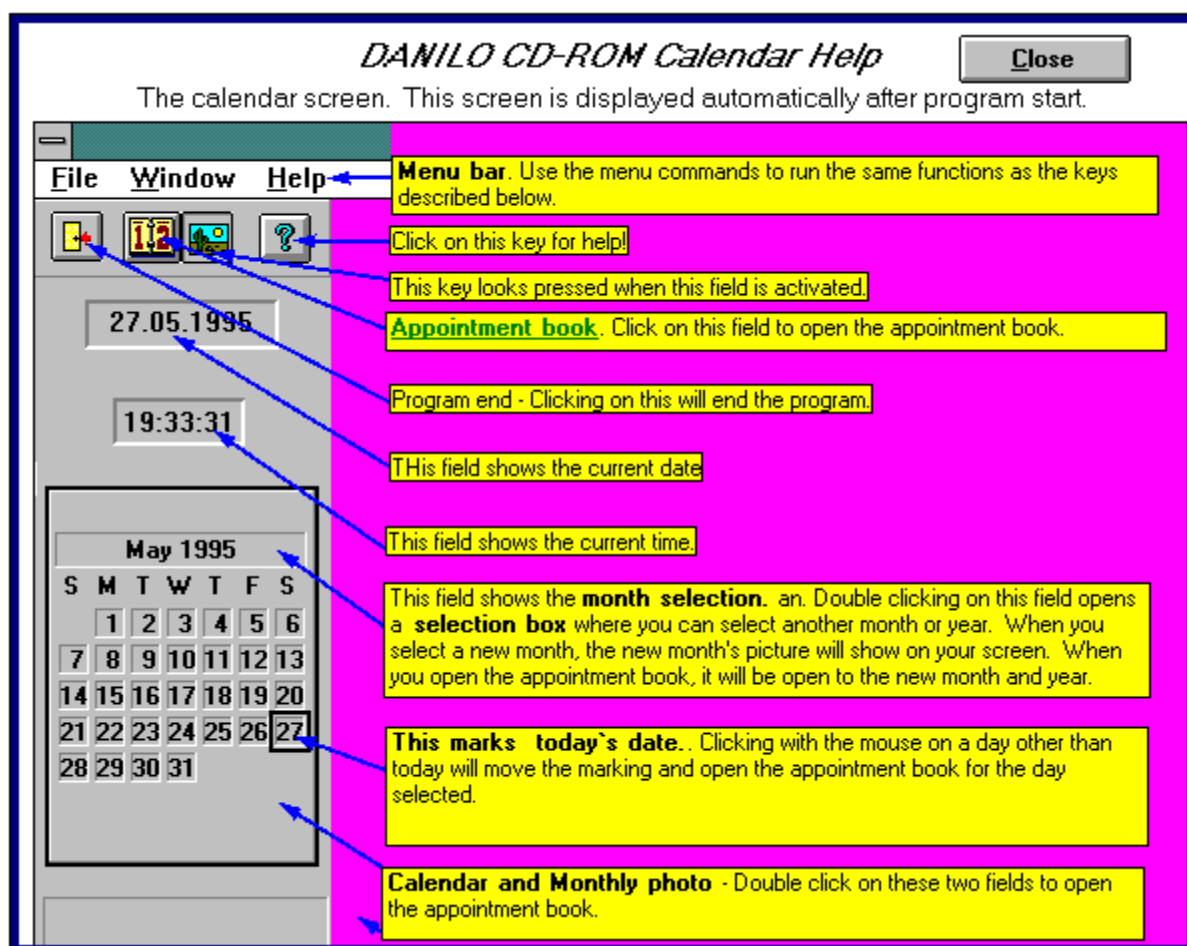 DANILO CD-ROM Calendar Help
Close
The calendar screen. This screen is displayed automatically after program start.
File Window Help
Menu bar. Use the menu commands to run the same functions as the keys
described below.
12
?
Click on this key for help!
This key looks pressed when this field is activated.
27.05.1995
Appointment book. Click on this field to open the appointment book.
Program end - Clicking on this will end the program.
19:33:31
THis field shows the current date
This field shows the current time.
May 1995
S M T W T F S
1 2 3 4 5 6
7 8 9 10 11 12 13
14 15 16 17 18 19 20
21 22 23 24 25 26 27
28 29 30 31
This field shows the month selection. an. Double clicking on this field opens
a selection box where you can select another month or year. When you
select a new month, the new month's picture will show on your screen. When
you open the appointment book, it will be open to the new month and year.
This marks today`s date.. Clicking with the mouse on a day other than
today will move the marking and open the appointment book for the day
selected.
Calendar and Monthly photo - Double click on these two fields to open
the appointment book.